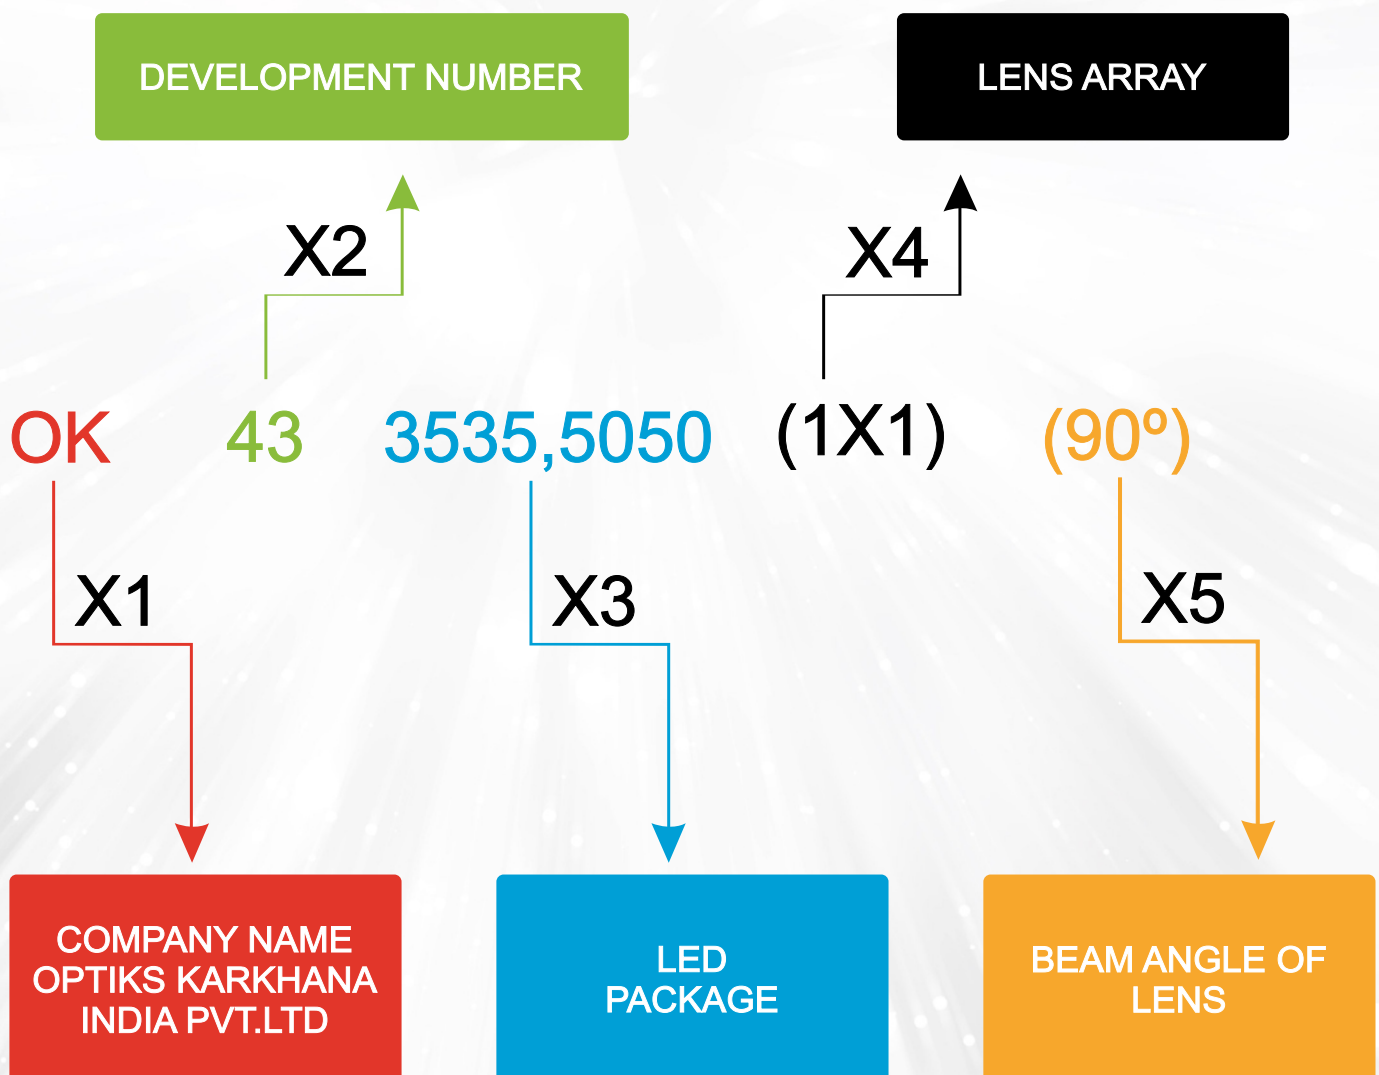 DEVELOPMENT NUMBER
LENS ARRAY
X2
X4
OK 43 3535,5050 (1X1) (90º)
X1
X3
X5
COMPANY NAME
OPTIKS KARKHANA
INDIA PVT.LTD
LED
PACKAGE
BEAM ANGLE OF
LENS